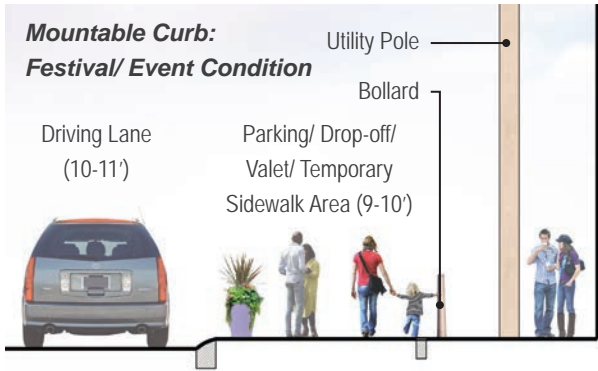 Mountable Curb:
Festival/ Event Condition
Utility Pole
Bollard
Driving Lane
(10-11’)
Parking/ Drop-off/
Valet/ Temporary
Sidewalk Area (9-10’)